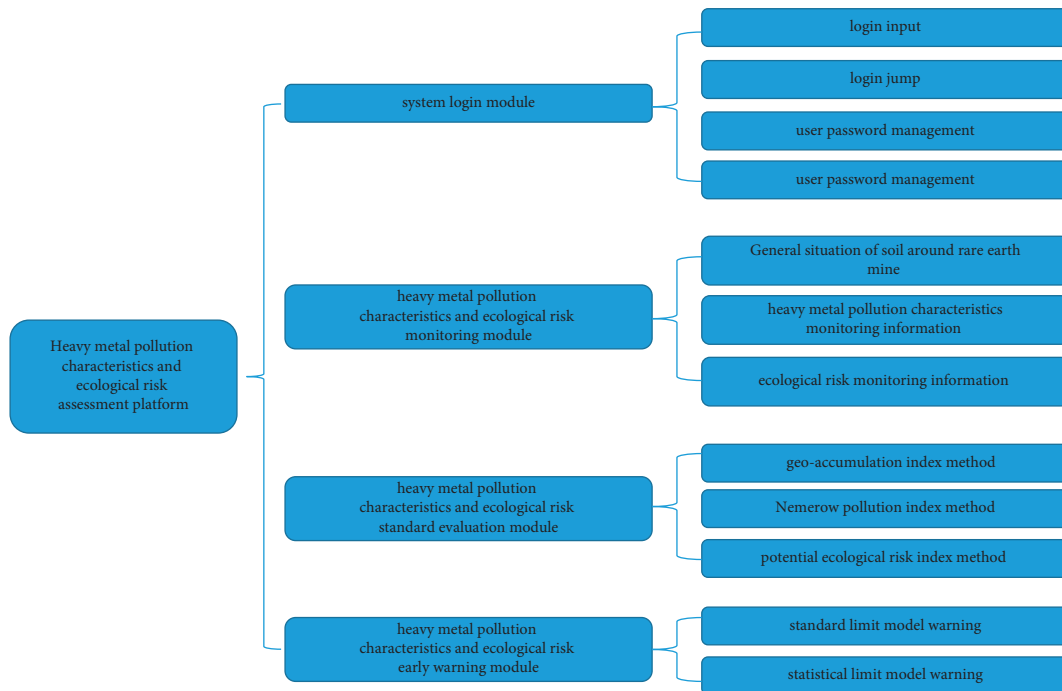 Heavy metal pollution
characteristics and
ecological risk
assessment platform
system login module
login input
login jump
user password management
user password management
heavy metal pollution
characteristics and ecological risk
monitoring module
General situation of soil around rare earth
mine
heavy metal pollution characteristics
monitoring information
ecological risk monitoring information
heavy metal pollution
characteristics and ecological risk
standard evaluation module
geo-accumulation index method
Nemerow pollution index method
potential ecological risk index method
heavy metal pollution
characteristics and ecological risk
early warning module
standard limit model warning
statistical limit model warning